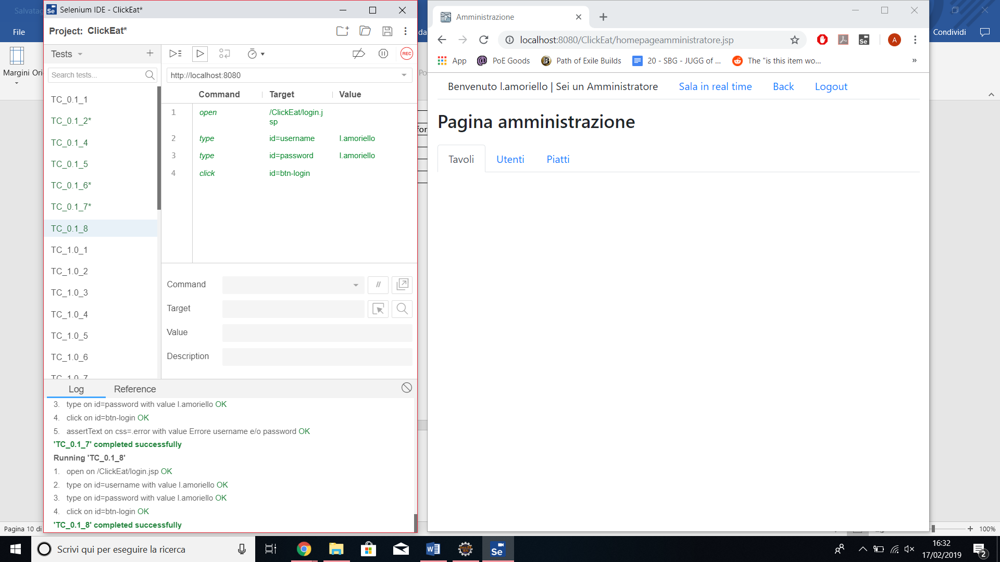 Salvatag
Selenium IDE - ClickEat*
File
Condividi
Margini
Ori
Project: ClickEat*
Tests
Search tests...
TC_0.1_1
TC_0.1_2*
TC_0.1_4
TC_0.1_5
TC_0.1_6*
TC_0.1_7*
TC_0.1_8
TC_1.0_1
TC_1.0_2
TC_1.0_3
TC_1.0_4
TC_1.0_5
TC_1.0_6
TC_1.0_7
REC
http://localhost:8080
Command Target Value
1 open /ClickEat/login.j
sp
2 type id=username l.amoriello
3 type id=password l.amoriello
4 click id=btn-login
Command //
Target
Value
Description
Log Reference
3. type on id=password with value l.amoriello OK
4. click on id=btn-login OK
5. assertText on css=.error with value Errore username e/o password OK
'TC_0.1_7' completed successfully
Running 'TC_0.1_8'
1. open on /ClickEat/login.jsp OK
2. type on id=username with value l.amoriello OK
3. type on id=password with value l.amoriello OK
4. click on id=btn-login OK
'TC_0.1_8' completed successfully
da
Po
for
Amministrazione
localhost:8080/ClickEat/homepageamministratore.jsp
Se
A
App PoE Goods Path of Exile Builds 20 - SBG - JUGG of ... The "is this item wo... »
Benvenuto l.amoriello | Sei un Amministratore Sala in real time Back Logout
Pagina amministrazione
Tavoli Utenti Piatti
Pagina 10 di
100%
Scrivi qui per eseguire la ricerca
Se
16:32
17/02/2019
2